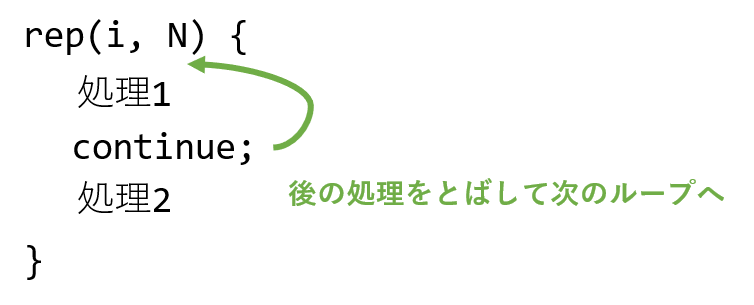 rep(i, N) {
処理1
continue;
処理2
後の処理をとばして次のループへ
}